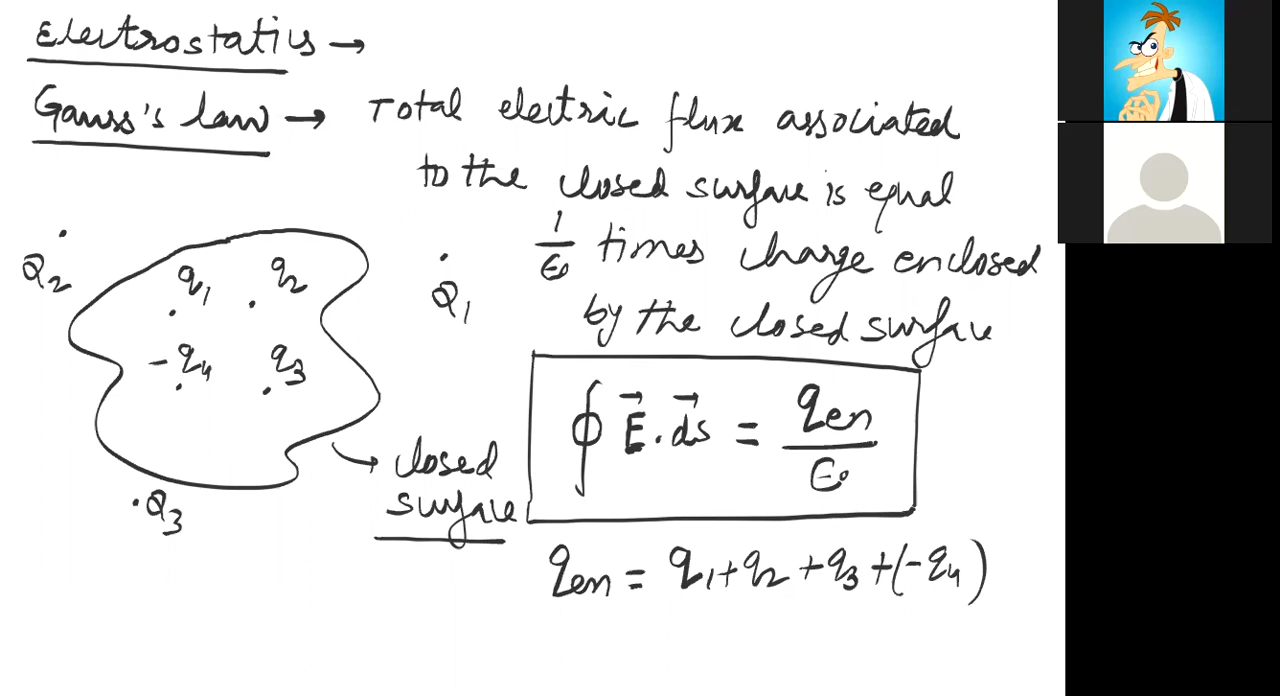 Electrostatics →
Gauss's law → Total electric flux associated
to the closed surface is equal
1/ϵ₀ times charge enclosed
by the closed surface
Q₂
q₁ q₂
Q₁
-q₄ q₃
→ closed
surface
Q₃
∮ E⃗ . d⃗s = qen/ϵ₀
qen = q₁ + q₂ + q₃ + (-q₄)